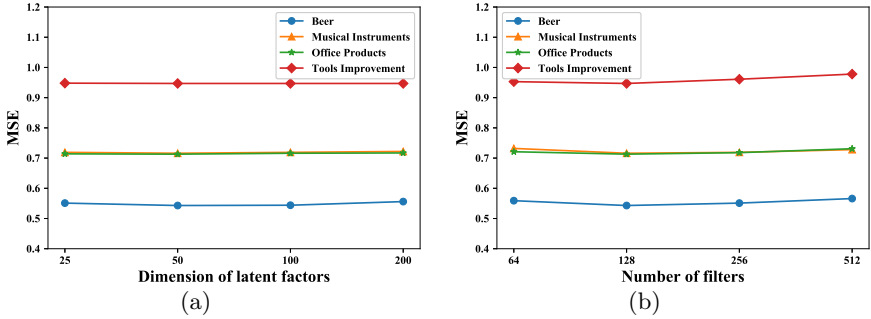 1.2
1.1
1.0
0.9
0.8
0.7
0.6
0.5
0.4
MSE
Beer
Musical Instruments
Office Products
Tools Improvement
25 50 100 200
Dimension of latent factors
(a)
1.2
1.1
1.0
0.9
0.8
0.7
0.6
0.5
0.4
MSE
Beer
Musical Instruments
Office Products
Tools Improvement
64 128 256 512
Number of filters
(b)